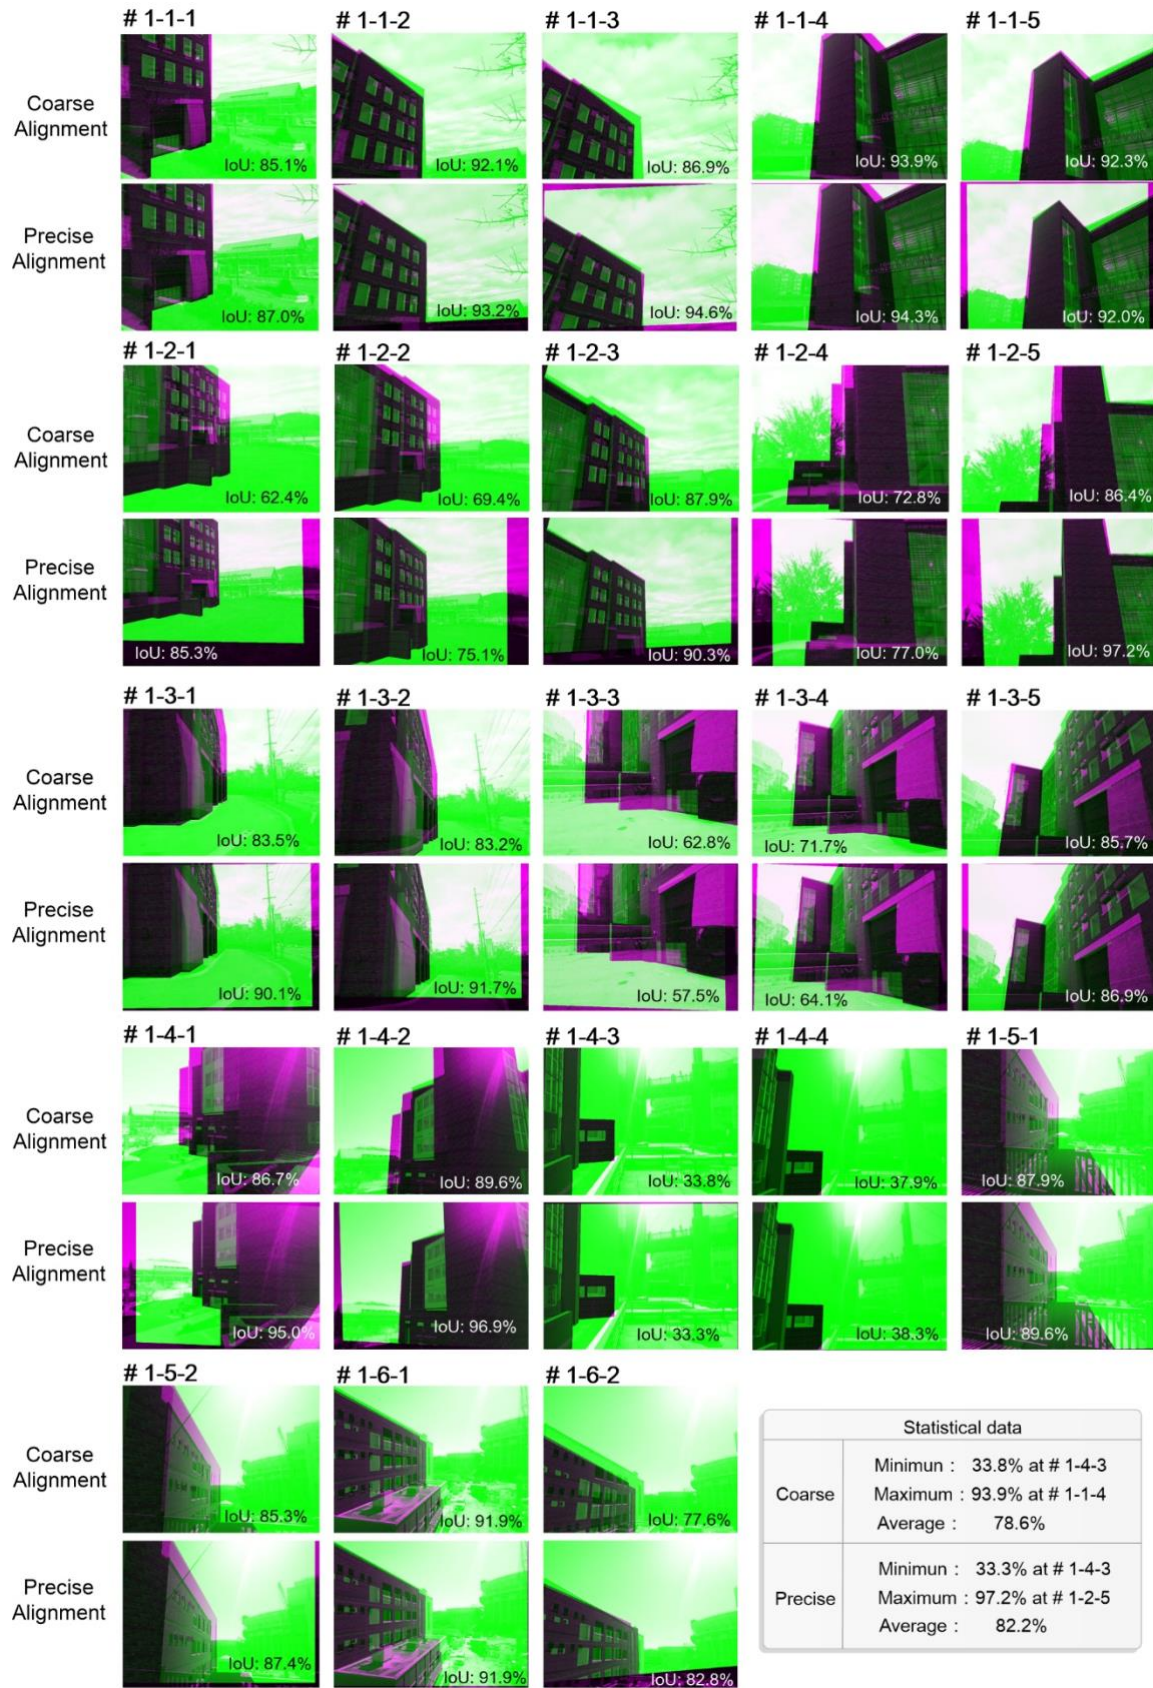 # 1-1-1 # 1-1-2 # 1-1-3 # 1-1-4 # 1-1-5
Coarse
Alignment
IoU: 85.1% IoU: 92.1% IoU: 86.9% IoU: 93.9% IoU: 92.3%
Precise
Alignment
IoU: 87.0% IoU: 93.2% IoU: 94.6% IoU: 94.3% IoU: 92.0%
# 1-2-1 # 1-2-2 # 1-2-3 # 1-2-4 # 1-2-5
Coarse
Alignment
IoU: 62.4% IoU: 69.4% IoU: 87.9% IoU: 72.8% IoU: 86.4%
Precise
Alignment
IoU: 85.3% IoU: 75.1% IoU: 90.3% IoU: 77.0% IoU: 97.2%
# 1-3-1 # 1-3-2 # 1-3-3 # 1-3-4 # 1-3-5
Coarse
Alignment
IoU: 83.5% IoU: 83.2% IoU: 62.8% IoU: 71.7% IoU: 85.7%
Precise
Alignment
IoU: 90.1% IoU: 91.7% IoU: 57.5% IoU: 64.1% IoU: 86.9%
# 1-4-1 # 1-4-2 # 1-4-3 # 1-4-4 # 1-5-1
Coarse
Alignment
IoU: 86.7% IoU: 89.6% IoU: 33.8% IoU: 37.9% IoU: 87.9%
Precise
Alignment
IoU: 95.0% IoU: 96.9% IoU: 33.3% IoU: 38.3% IoU: 89.6%
# 1-5-2 # 1-6-1 # 1-6-2
Coarse
Alignment
IoU: 85.3% IoU: 91.9% IoU: 77.6%
Precise
Alignment
IoU: 87.4% IoU: 91.9% IoU: 82.8%
Statistical data
Coarse
Minimun : 33.8% at # 1-4-3
Maximum : 93.9% at # 1-1-4
Average : 78.6%
Precise
Minimun : 33.3% at # 1-4-3
Maximum : 97.2% at # 1-2-5
Average : 82.2%